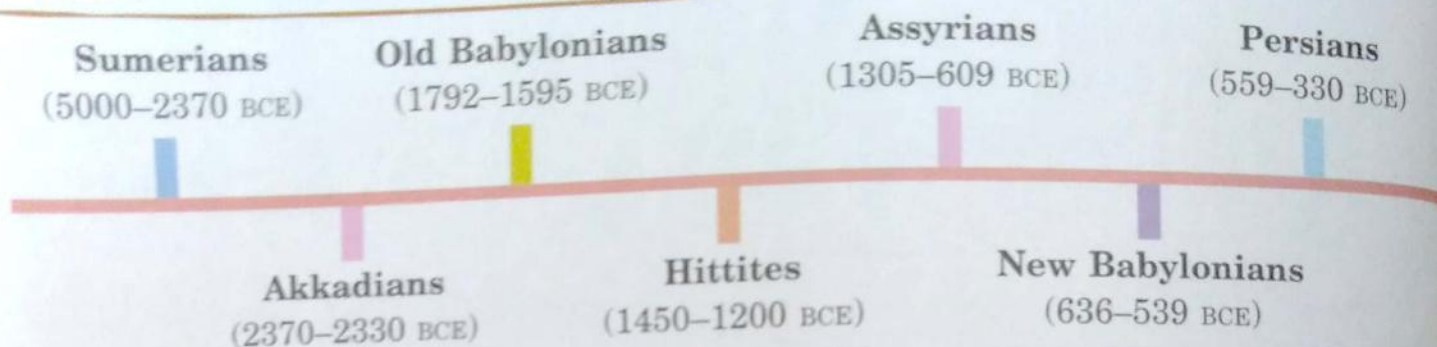 Sumerians
(5000–2370 BCE)
Akkadians
(2370–2330 BCE)
Old Babylonians
(1792–1595 BCE)
Hittites
(1450–1200 BCE)
Assyrians
(1305–609 BCE)
New Babylonians
(636–539 BCE)
Persians
(559–330 BCE)